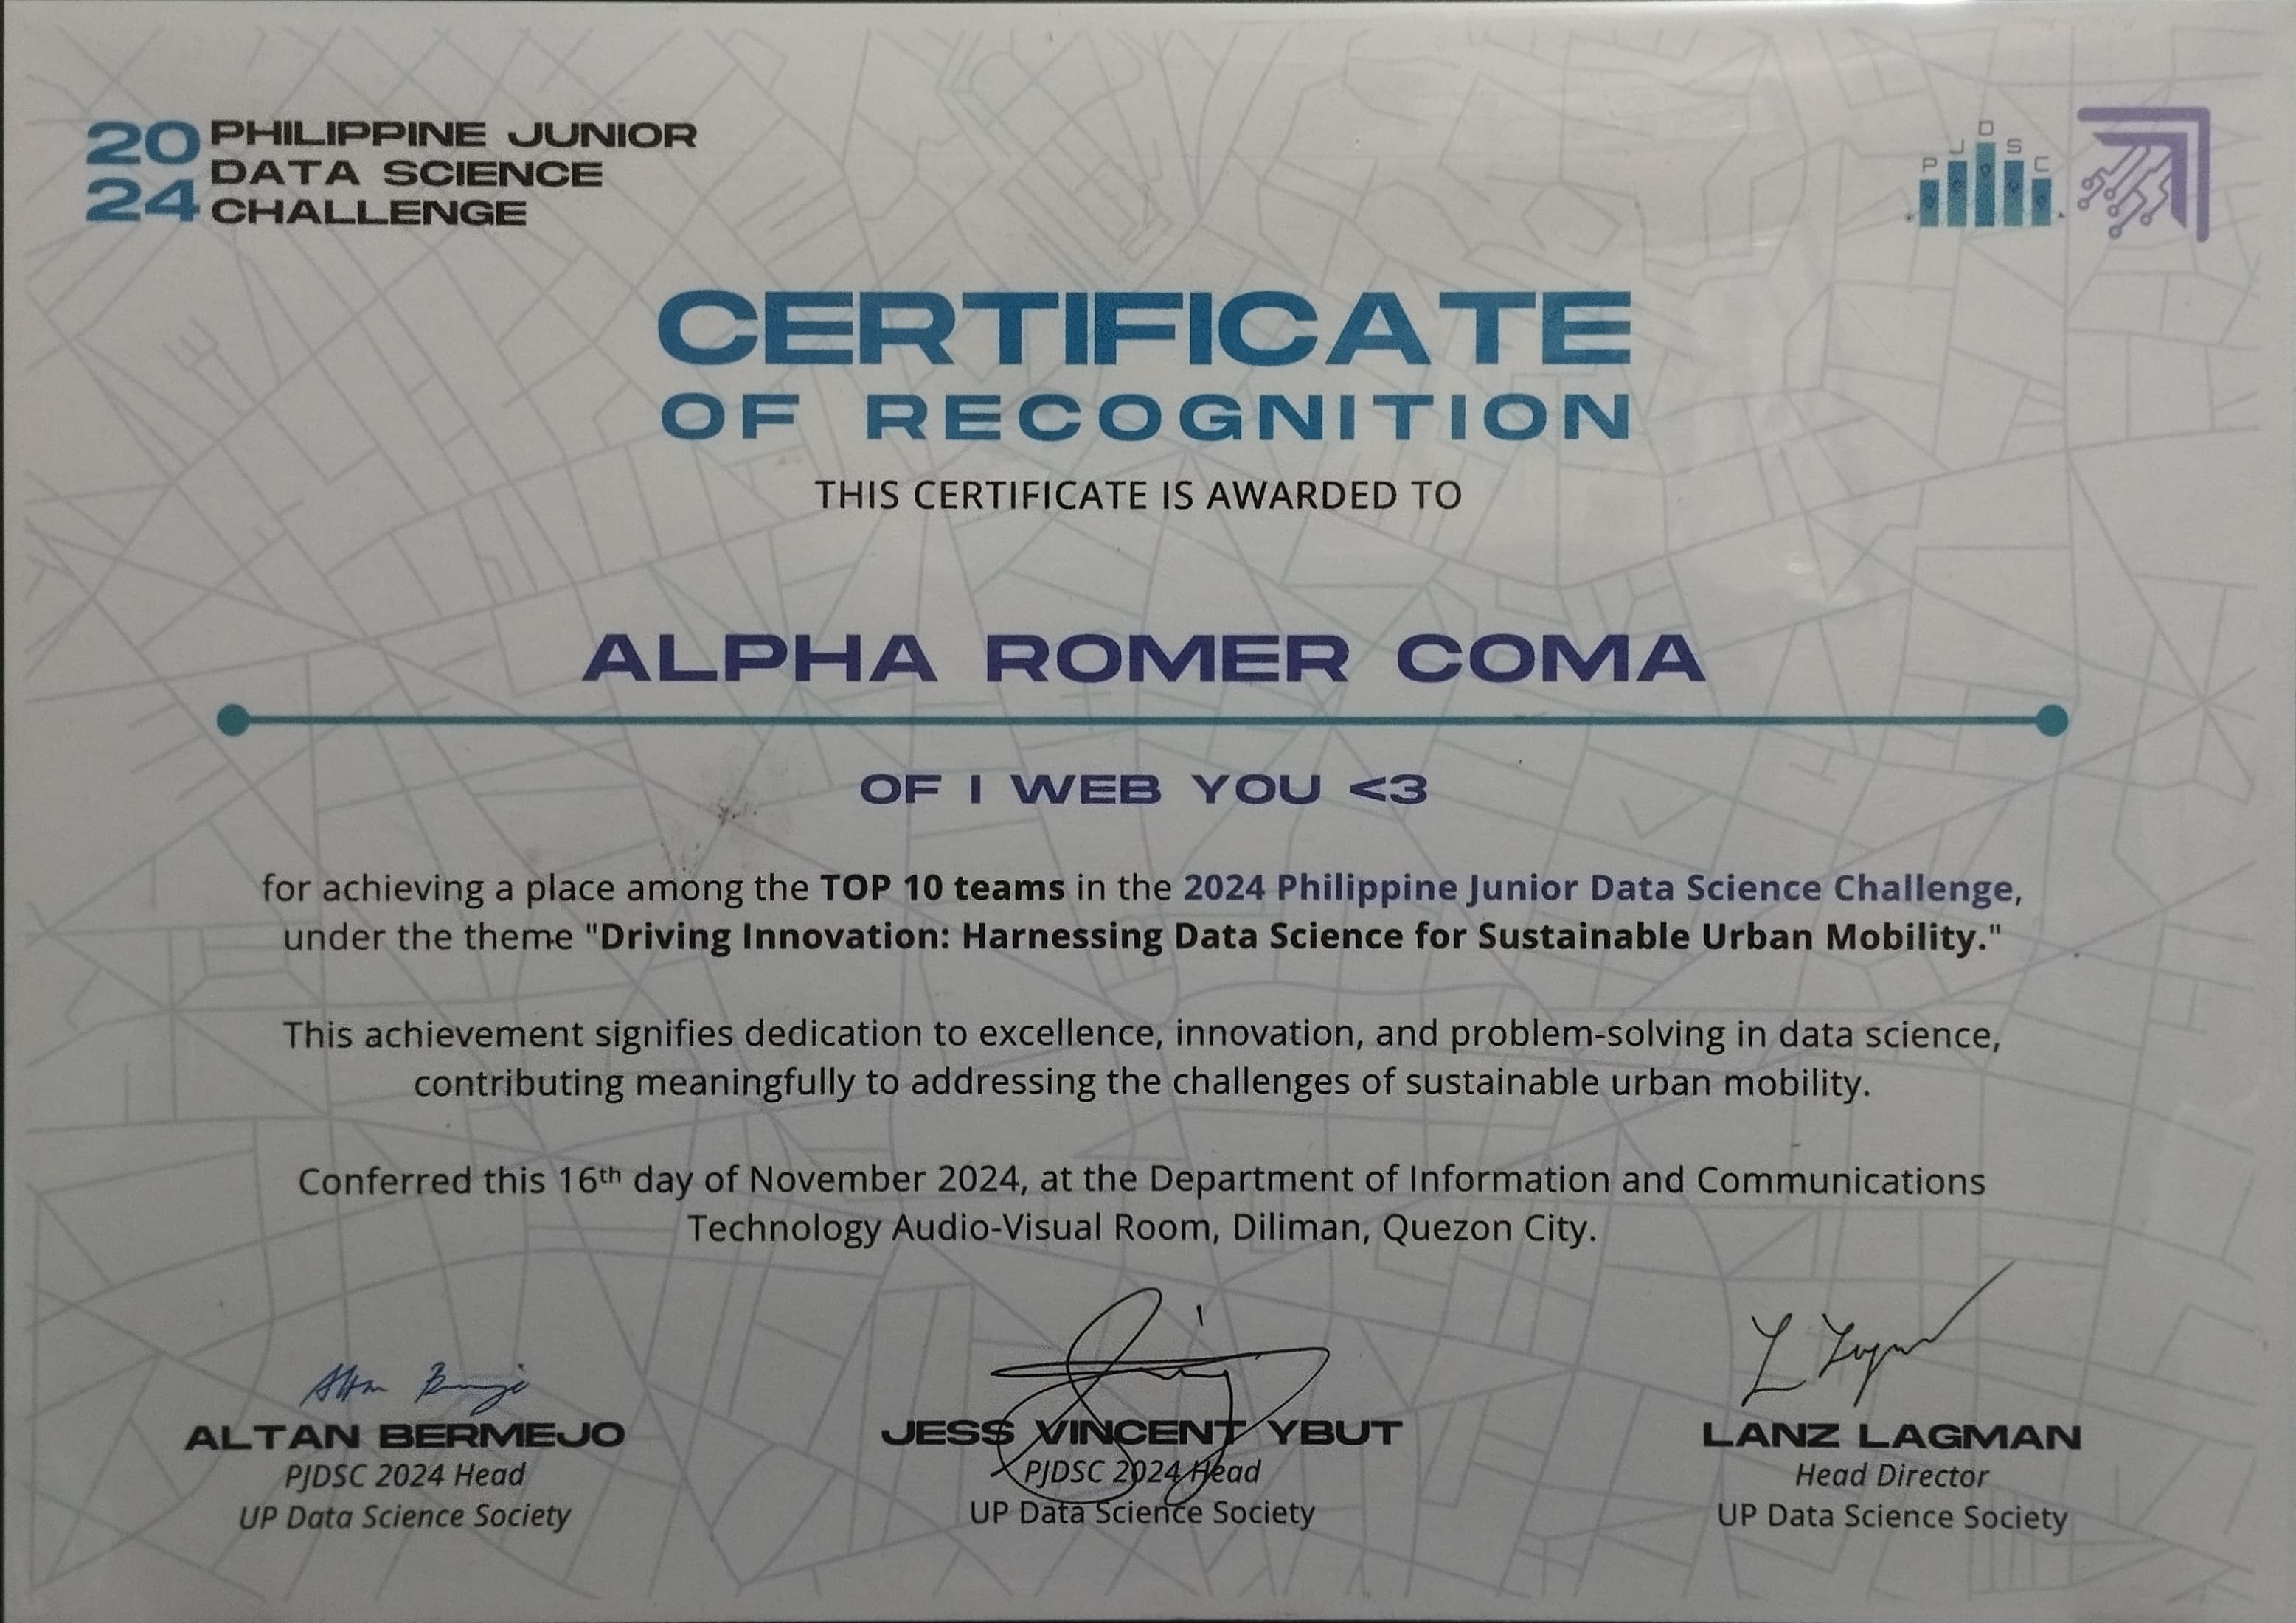 20 PHILIPPINE JUNIOR
DATA SCIENCE
24 CHALLENGE
P J D S C
CERTIFICATE
OF RECOGNITION
THIS CERTIFICATE IS AWARDED TO
ALPHA ROMER COMA
OF I WEB YOU <3
for achieving a place among the TOP 10 teams in the 2024 Philippine Junior Data Science Challenge,
under the theme "Driving Innovation: Harnessing Data Science for Sustainable Urban Mobility."
This achievement signifies dedication to excellence, innovation, and problem-solving in data science,
contributing meaningfully to addressing the challenges of sustainable urban mobility.
Conferred this 16th day of November 2024, at the Department of Information and Communications
Technology Audio-Visual Room, Diliman, Quezon City.
ALTAN BERMEJO
PJDSC 2024 Head
UP Data Science Society
JESS VINCENT YBUT
PJDSC 2024 Head
UP Data Science Society
LANZ LAGMAN
Head Director
UP Data Science Society